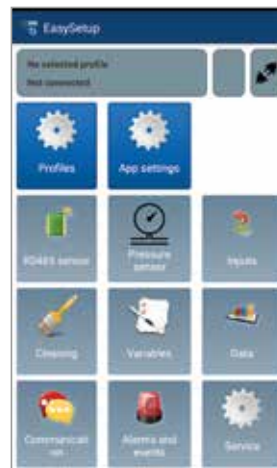 EasySetup
No selected profile
Not connected
Profiles
App settings
RS485 sensor
Pressure
sensor
Inputs
Cleaning
Variables
Data
Communicati
on
Alarms and
events
Service